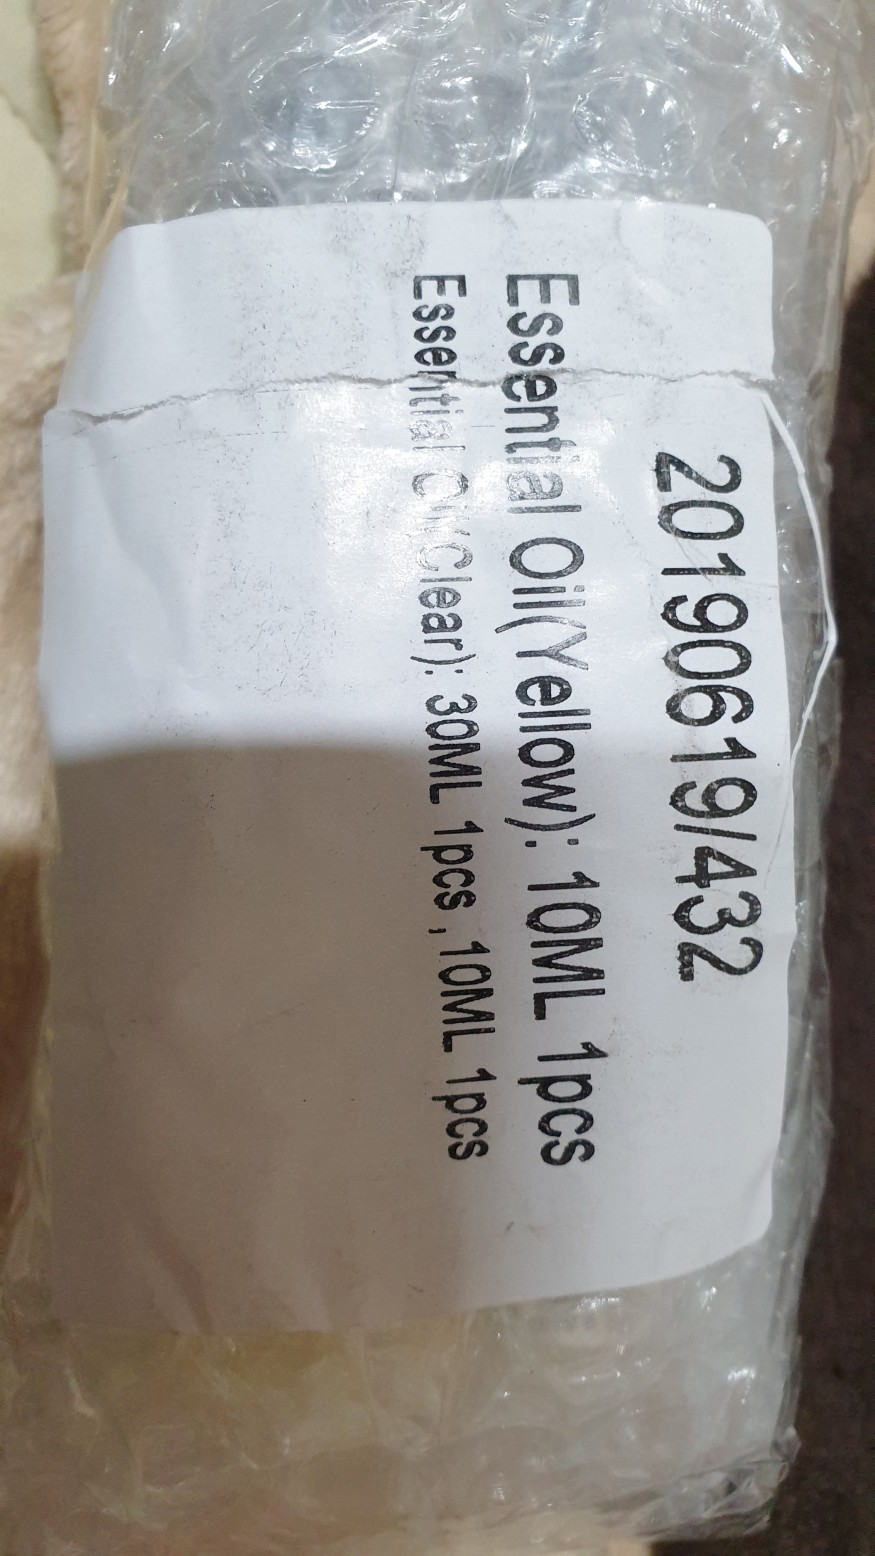 20190619/432
Essential Oil(Yellow): 10ML 1pcs
Essential Oil(Clear): 30ML 1pcs , 10ML 1pcs